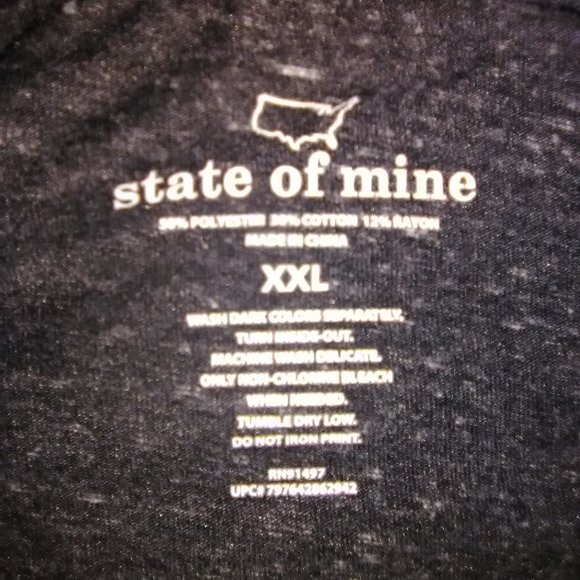 state of mine
50% POLYESTER 38% COTTON 12% RAYON
MADE IN CHINA
XXL
WASH DARK COLORS SEPARATELY.
TURN INSIDE-OUT.
MACHINE WASH DELICATE.
ONLY NON-CHLORINE BLEACH
WHEN NEEDED.
TUMBLE DRY LOW.
DO NOT IRON PRINT.
RN91497
UPC#